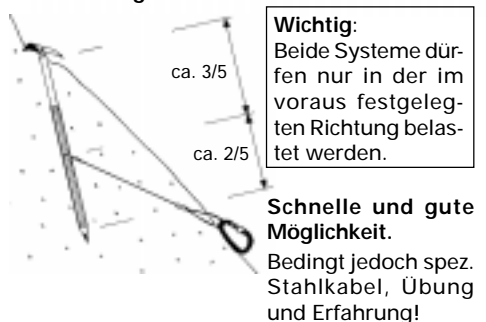 ca. 3/5
ca. 2/5
Wichtig:
Beide Systeme dür-
fen nur in der im
voraus festgeleg-
ten Richtung belas-
tet werden.
Schnelle und gute
Möglichkeit.
Bedingt jedoch spez.
Stahlkabel, Übung
und Erfahrung!